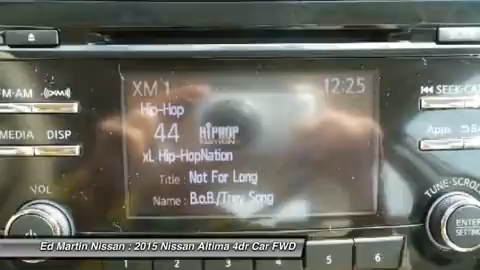 FM-AM
SEEK-CAT
MEDIA DISP
Apps
VOL
TUNE-SCROLL
ENTER
XM 1 12:25
Hip-Hop
44 HIPHOP NATION
xL Hip-HopNation
Title : Not For Long
Name : B.o.B./Trey Song
2 3 4 5 6
Ed Martin Nissan : 2015 Nissan Altima 4dr Car FWD